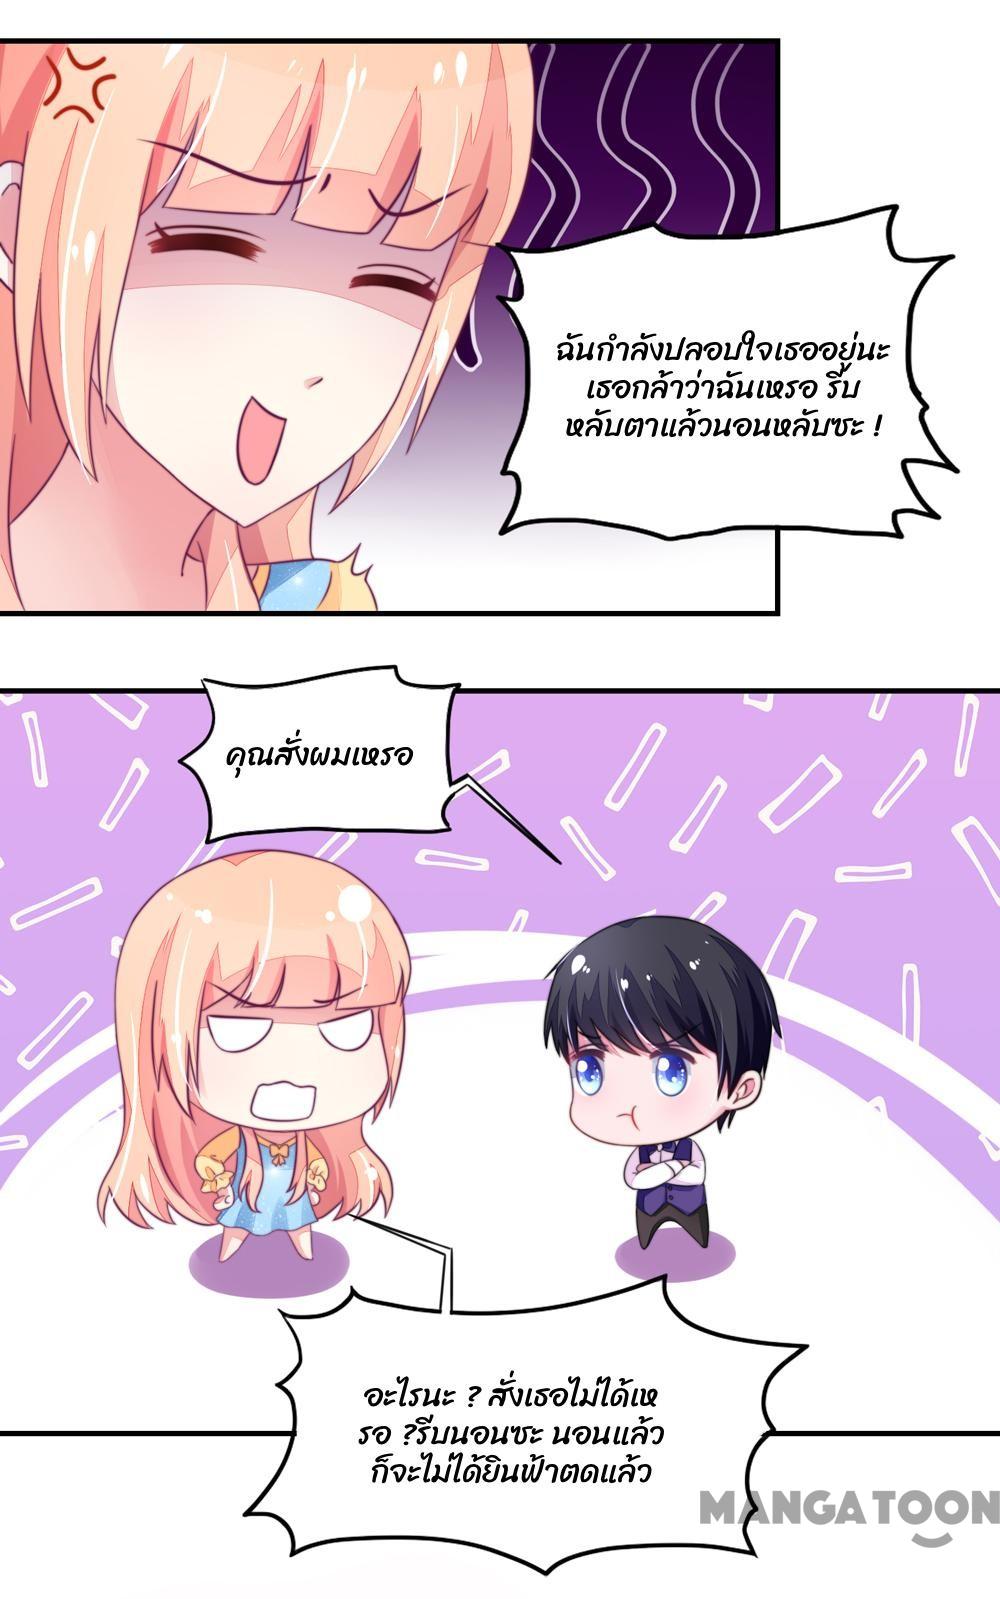 ฉันกำลังปลอบใจเธออยู่นะ
เธอกล้าว่าฉันเหรอ รีบ
หลับตาแล้วนอนหลับซะ !
คุณสั่งผมเหรอ
อะไรนะ ? สั่งเธอไม่ได้เห
รอ ?รีบนอนซะ นอนแล้ว
ก็จะไม่ได้ยินฟ้าตดแล้ว
MANGATOON